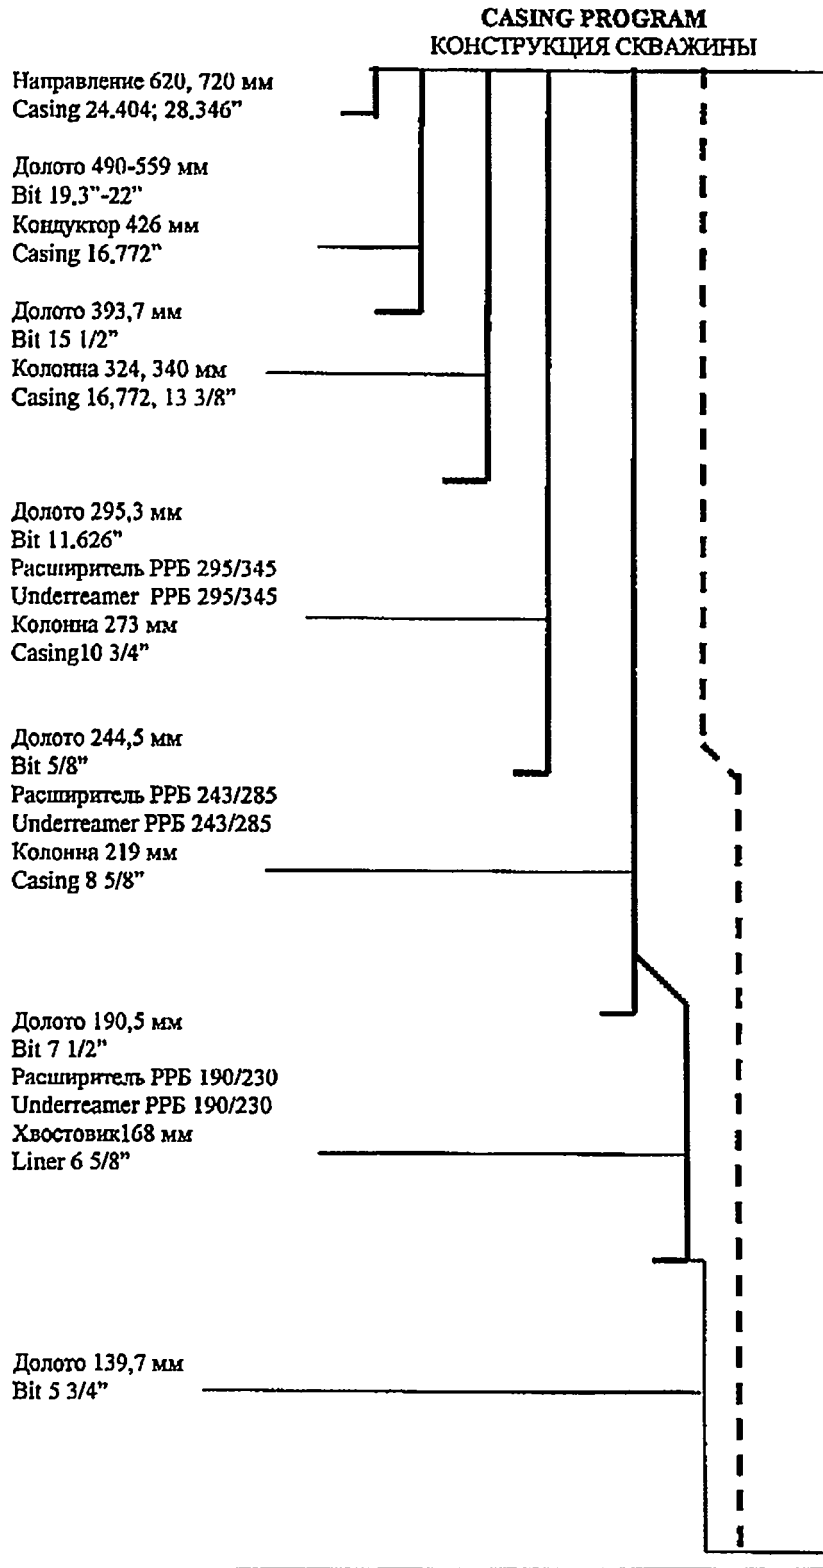 CASING PROGRAM
КОНСТРУКЦИЯ СКВАЖИНЫ
Направление 620, 720 мм
Casing 24.404; 28.346”
Долото 490-559 мм
Bit 19.3”-22”
Кондуктор 426 мм
Casing 16.772”
Долото 393,7 мм
Bit 15 1/2”
Колонна 324, 340 мм
Casing 16,772, 13 3/8”
Долото 295,3 мм
Bit 11.626”
Расширитель РРБ 295/345
Underreamer РРБ 295/345
Колонна 273 мм
Casing10 3/4”
Долото 244,5 мм
Bit 5/8”
Расширитель РРБ 243/285
Underreamer РРБ 243/285
Колонна 219 мм
Casing 8 5/8”
Долото 190,5 мм
Bit 7 1/2”
Расширитель РРБ 190/230
Underreamer РРБ 190/230
Хвостовик168 мм
Liner 6 5/8”
Долото 139,7 мм
Bit 5 3/4”